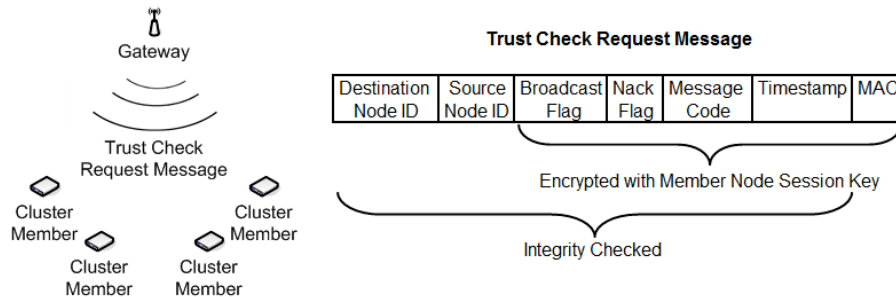 Gateway
Trust Check
Request Message
Cluster
Member
Cluster
Member
Cluster
Member
Cluster
Member
Trust Check Request Message
Destination Node ID
Source Node ID
Broadcast Flag
Nack Flag
Message Code
Timestamp
MAC
Encrypted with Member Node Session Key
Integrity Checked